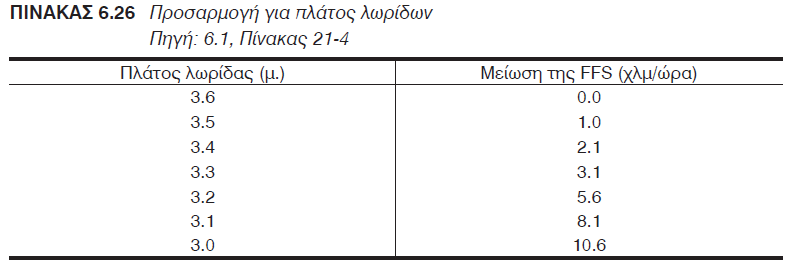 ΠΙΝΑΚΑΣ 6.26 Προσαρμογή για πλάτος λωρίδων
Πηγή: 6.1, Πίνακας 21-4
Πλάτος λωρίδας (μ.) Μείωση της FFS (χλμ/ώρα)
3.6 0.0
3.5 1.0
3.4 2.1
3.3 3.1
3.2 5.6
3.1 8.1
3.0 10.6